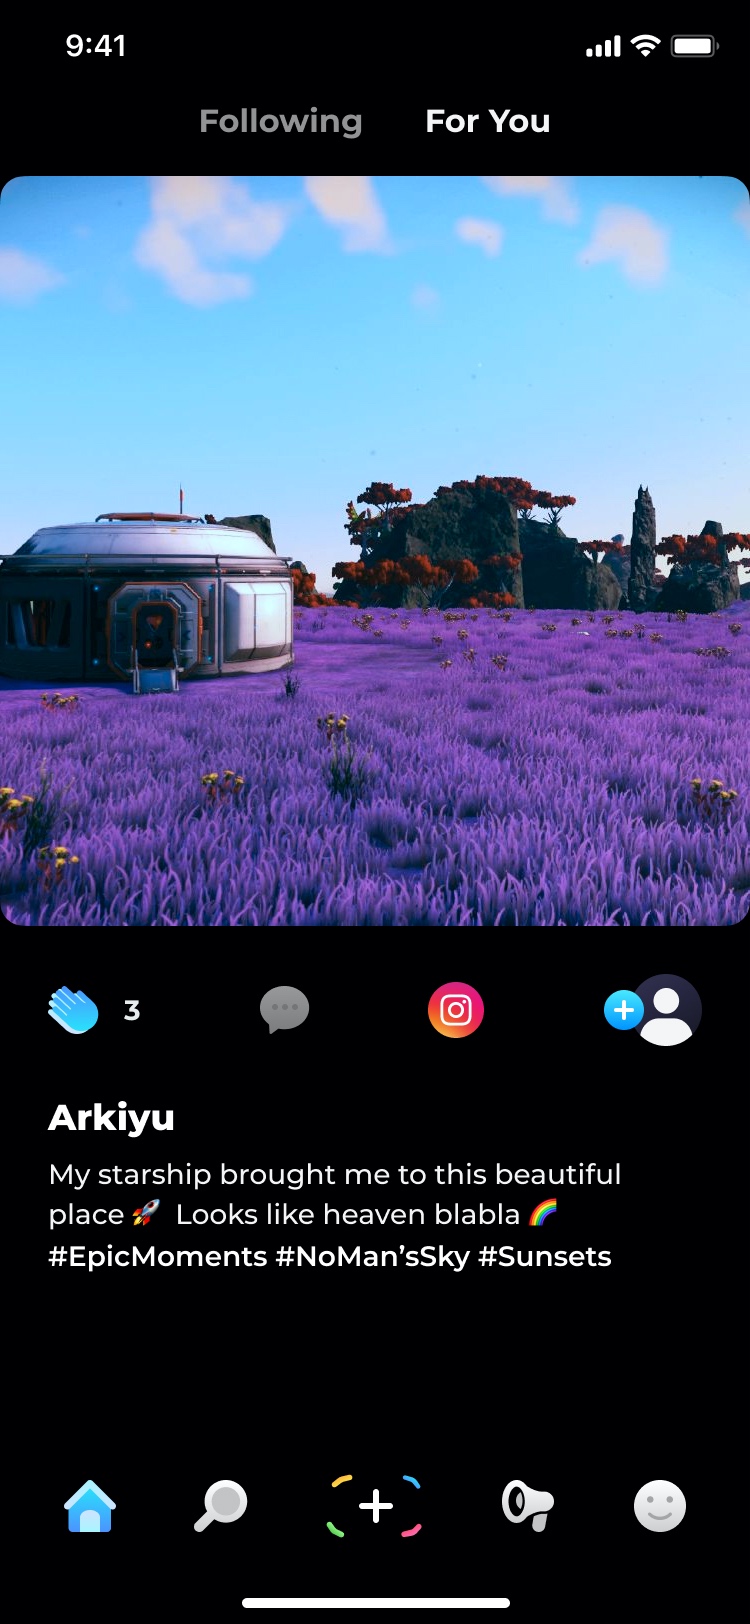 9:41
Following For You
3
Arkiyu
My starship brought me to this beautiful
place 🚀 Looks like heaven blabla 🌈
#EpicMoments #NoMan’sSky #Sunsets